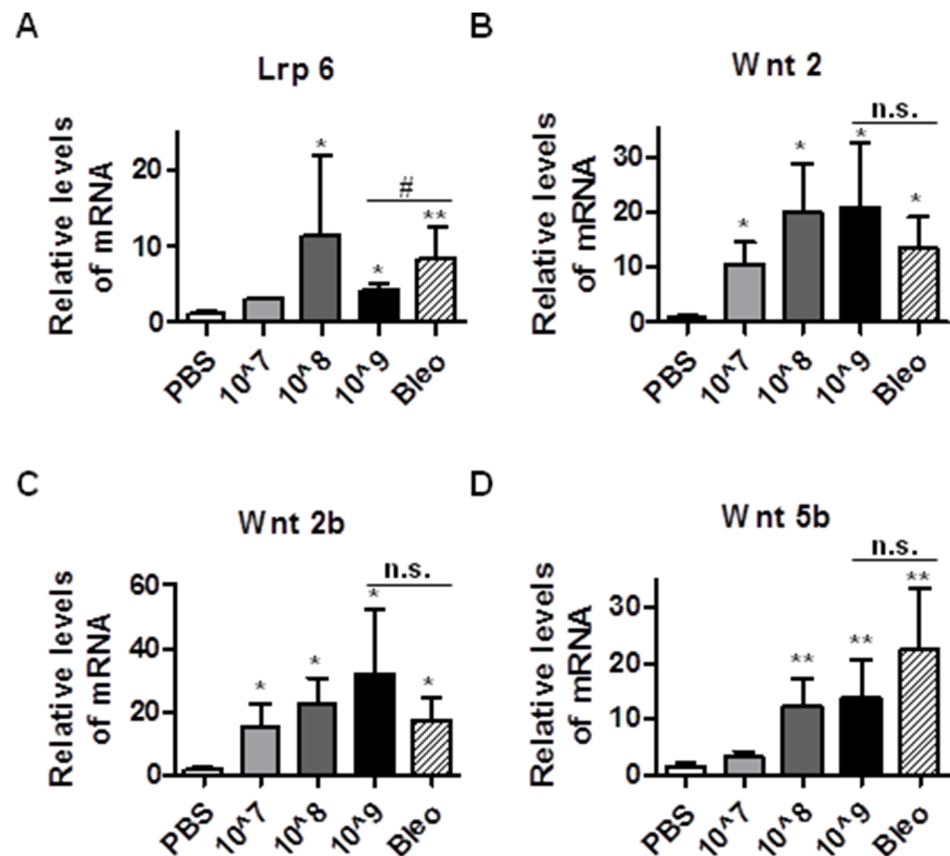 A
Lrp 6
Relative levels
of mRNA
20
10
0
*
*
#
**
PBS
10^7
10^8
10^9
Bleo
B
Wnt 2
Relative levels
of mRNA
30
20
10
0
*
*
*
n.s.
*
PBS
10^7
10^8
10^9
Bleo
C
Wnt 2b
Relative levels
of mRNA
60
40
20
0
*
*
*
n.s.
*
PBS
10^7
10^8
10^9
Bleo
D
Wnt 5b
Relative levels
of mRNA
30
20
10
0
**
**
n.s.
**
PBS
10^7
10^8
10^9
Bleo